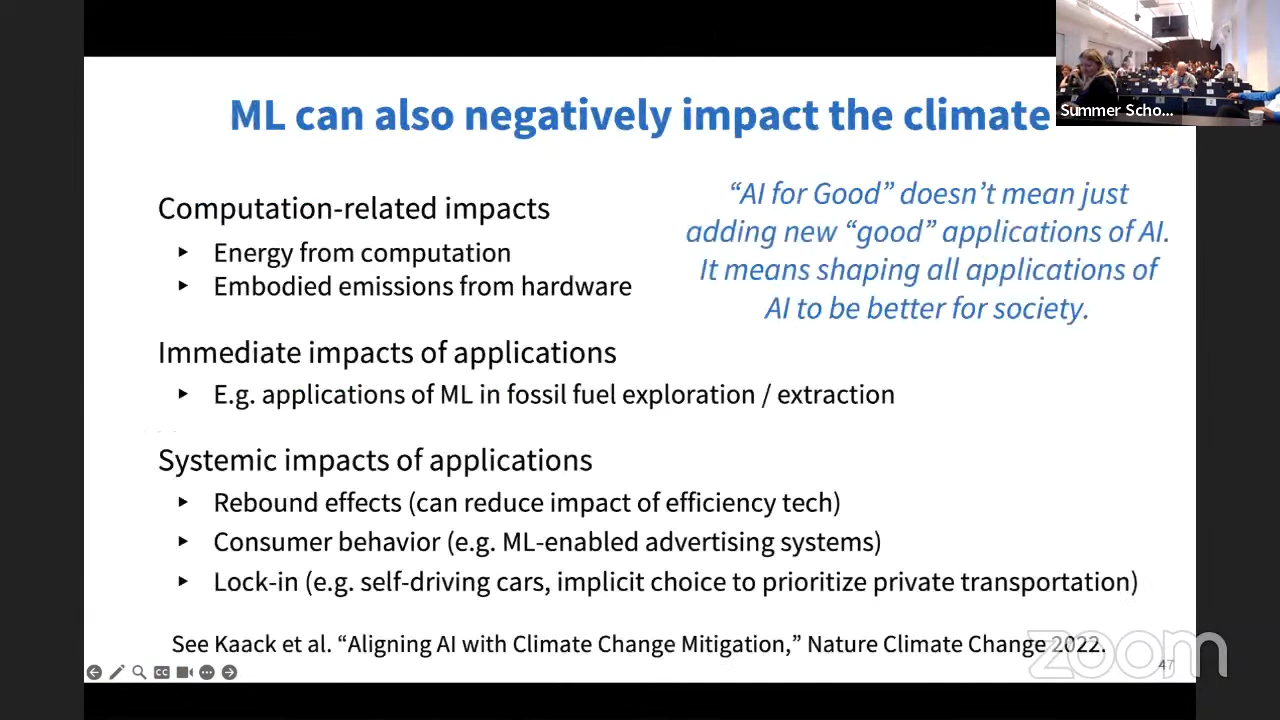 ML can also negatively impact the climate
Summer Scho...
Computation-related impacts
Energy from computation
Embodied emissions from hardware
“AI for Good” doesn’t mean just
adding new “good” applications of AI.
It means shaping all applications of
AI to be better for society.
Immediate impacts of applications
E.g. applications of ML in fossil fuel exploration / extraction
Systemic impacts of applications
Rebound effects (can reduce impact of efficiency tech)
Consumer behavior (e.g. ML-enabled advertising systems)
Lock-in (e.g. self-driving cars, implicit choice to prioritize private transportation)
See Kaack et al. “Aligning AI with Climate Change Mitigation,” Nature Climate Change 2022.
zoom
47
CC